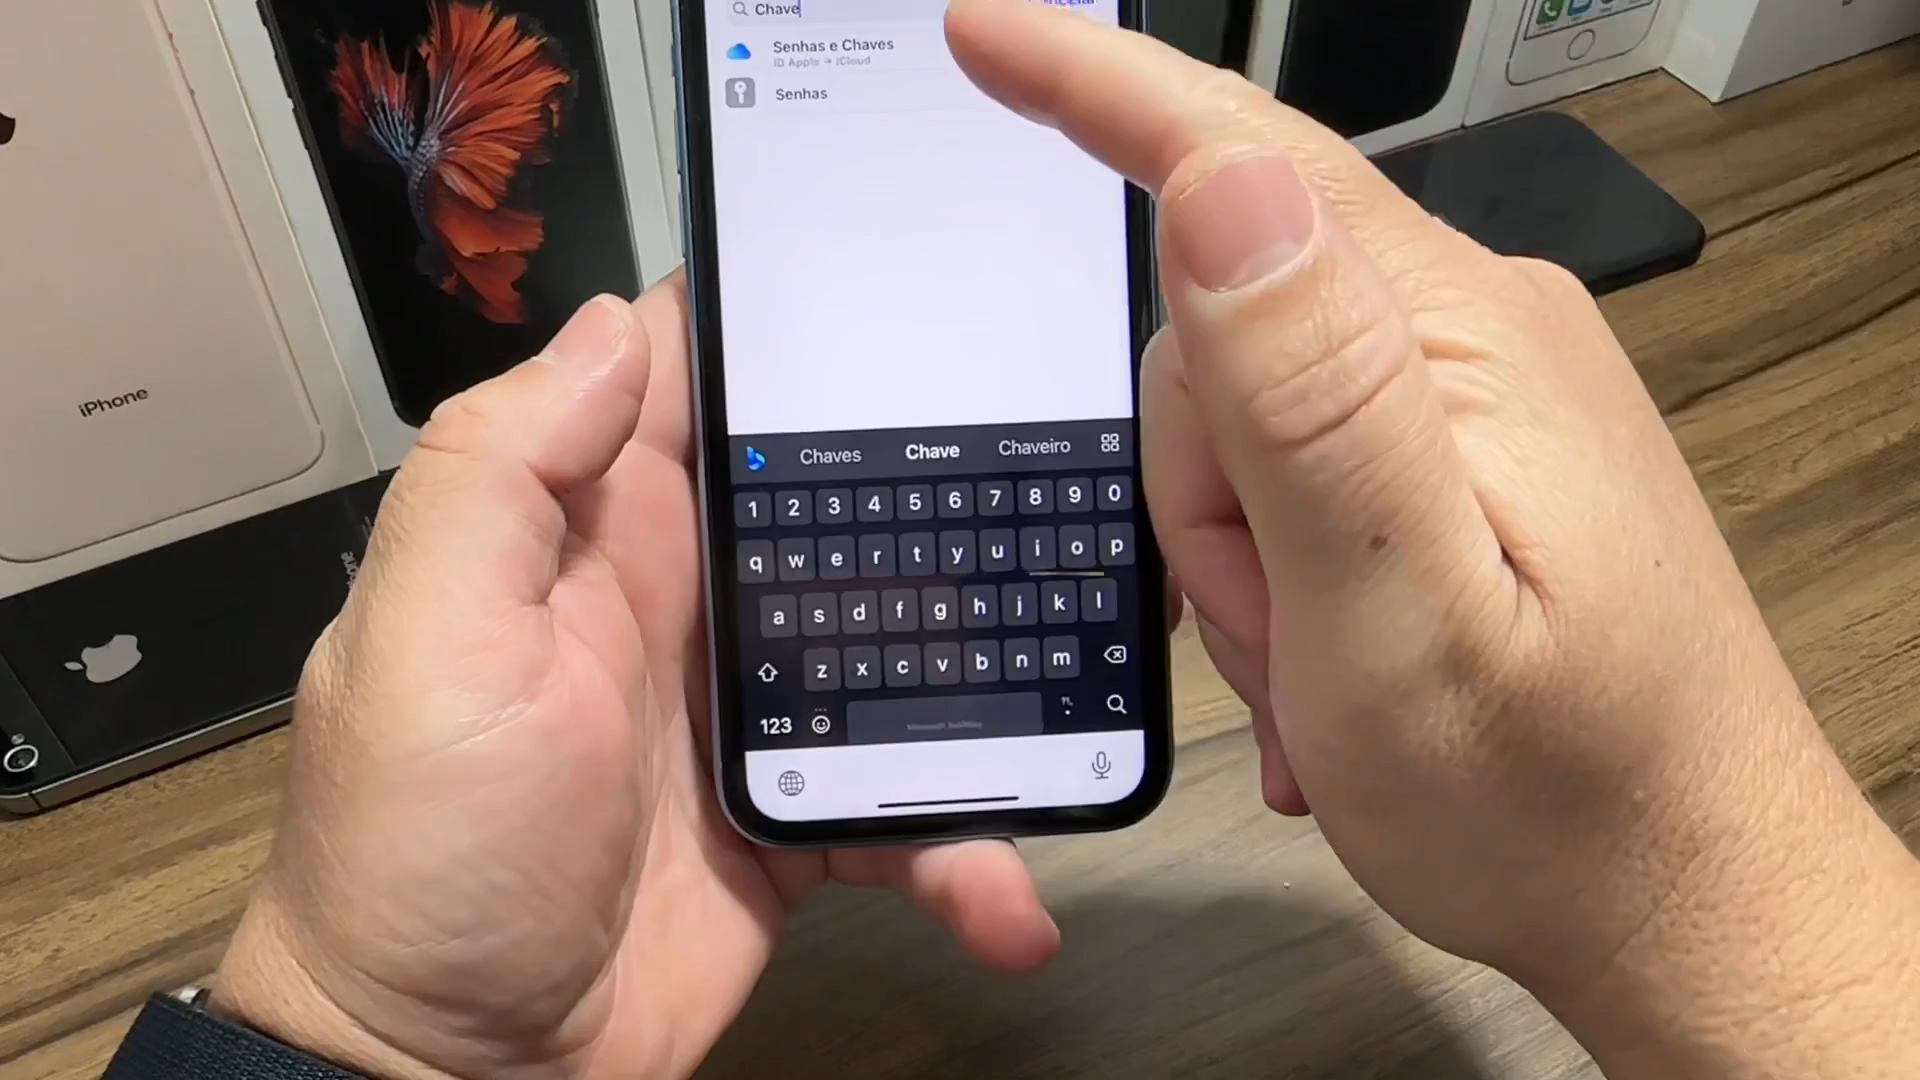 Chave
Senhas e Chaves
ID Apple → iCloud
Senhas
iPhone
Chaves Chave Chaveiro
1 2 3 4 5 6 7 8 9 0
q w e r t y u i o p
a s d f g h j k l
z x c v b n m
123